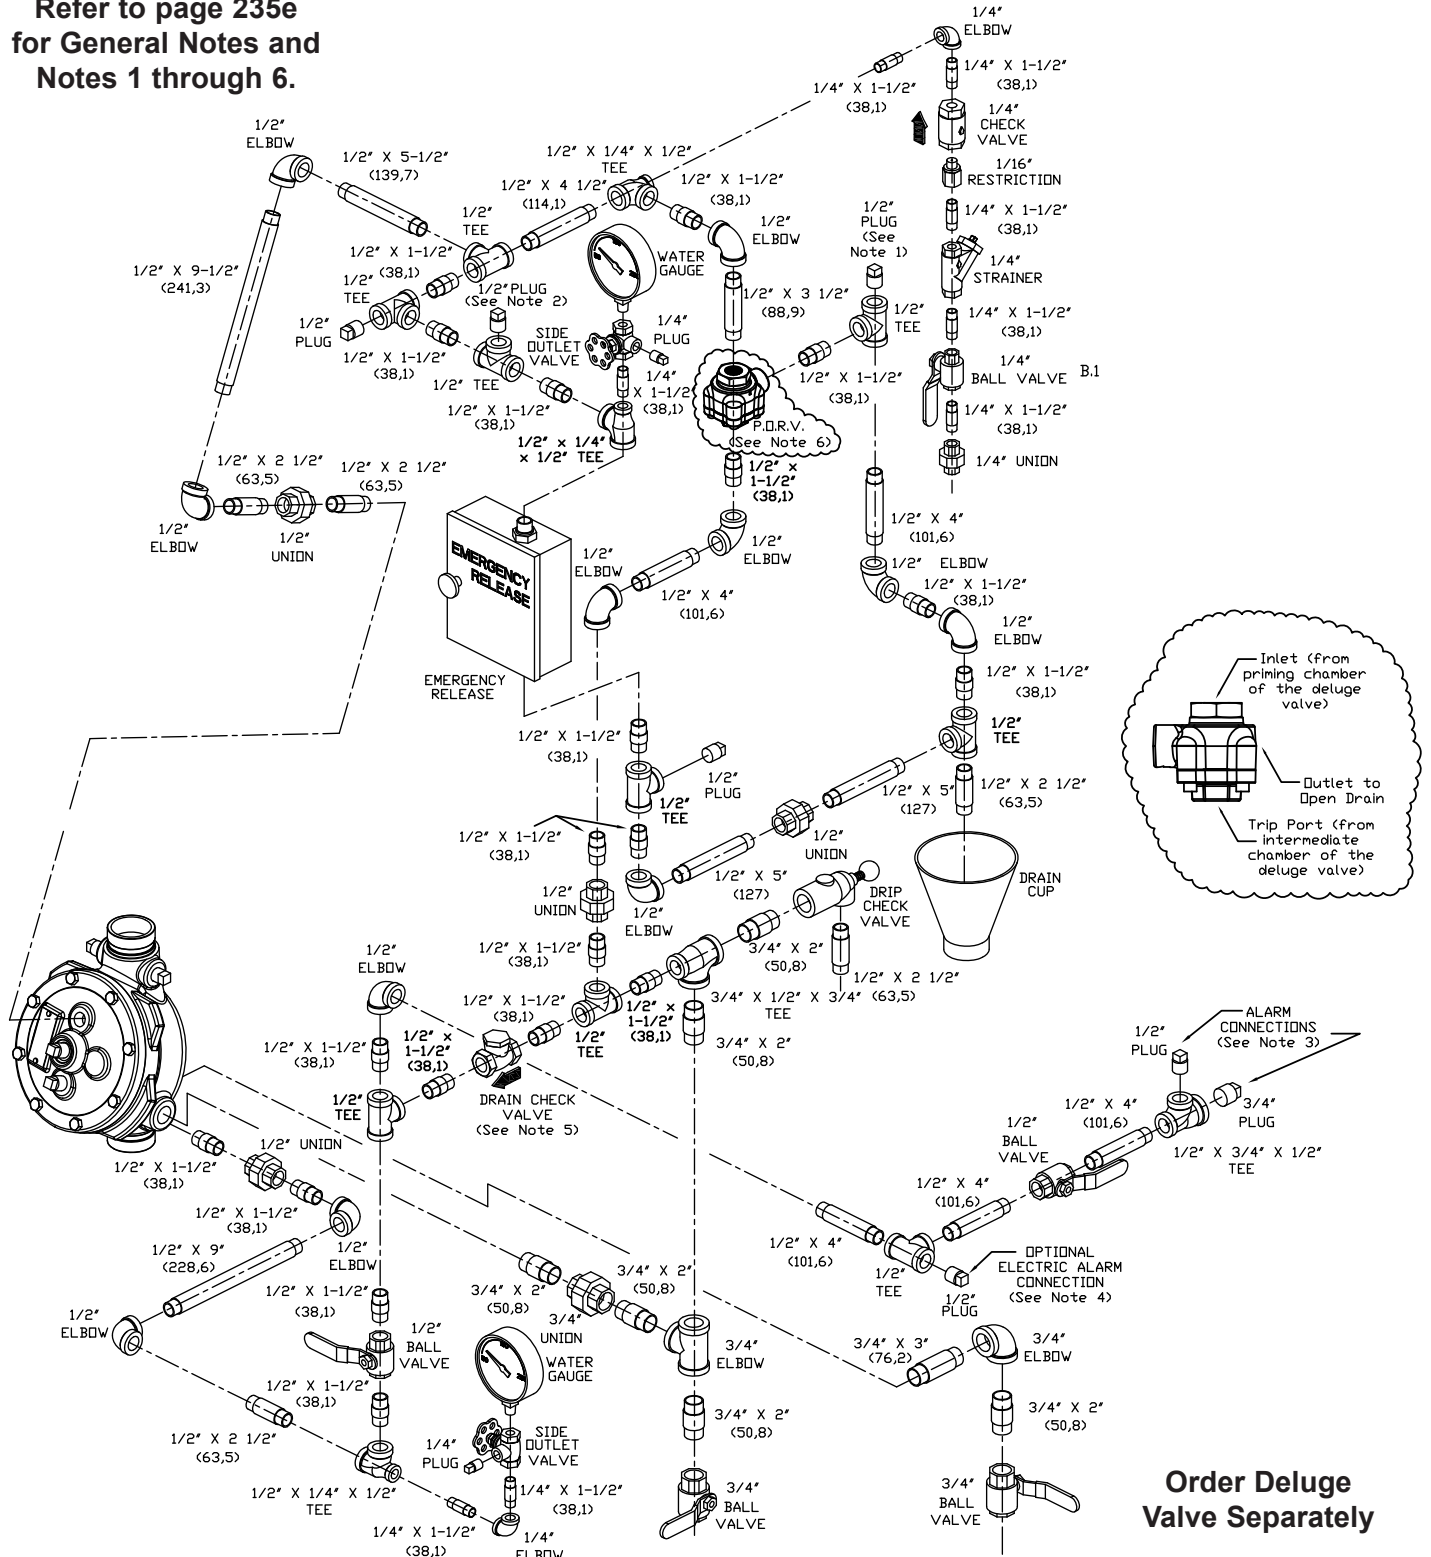 Refer to page 235e
for General Notes and
Notes 1 through 6.
1/4"
ELBOW
1/4" X 1-1/2"
(38,1)
1/4" X 1-1/2"
(38,1)
1/4"
CHECK
VALVE
1/16"
RESTRICTION
1/4" X 1-1/2"
(38,1)
1/4"
STRAINER
1/4" X 1-1/2"
(38,1)
1/4"
BALL VALVE
B.1
1/4" X 1-1/2"
(38,1)
1/4" UNION
1/2"
ELBOW
1/2" X 5-1/2"
(139,7)
1/2" X 1/4" X 1/2"
TEE
1/2" X 4 1/2"
(114,1)
1/2" X 1-1/2"
(38,1)
1/2"
ELBOW
1/2"
PLUG
(See
Note 1)
1/2"
TEE
1/2" X 1-1/2"
(38,1)
1/2"
TEE
WATER
GAUGE
1/2" X 9-1/2"
(241,3)
1/2"
TEE
1/2" PLUG
(See Note 2)
1/2" X 3 1/2"
(88,9)
1/2"
PLUG
SIDE
OUTLET
VALVE
1/4"
PLUG
1/2" X 1-1/2"
(38,1)
1/2" TEE
1/4"
X 1-1/2"
(38,1)
1/2" X 1-1/2"
(38,1)
1/2" X 1-1/2"
(38,1)
P.O.R.V.
(See Note 6)
1/2" x 1/4"
x 1/2" TEE
1/2" X 2 1/2"
(63,5)
1/2" X 2 1/2"
(63,5)
1/2" x
1-1/2"
(38,1)
1/2"
ELBOW
1/2"
UNION
EMERGENCY
RELEASE
1/2"
ELBOW
1/2"
ELBOW
1/2" X 4"
(101,6)
1/2" X 4"
(101,6)
1/2" ELBOW
1/2" X 1-1/2"
(38,1)
1/2"
ELBOW
EMERGENCY
RELEASE
1/2" X 1-1/2"
(38,1)
1/2"
TEE
Inlet (from
priming chamber
of the deluge
valve)
Outlet to
Open Drain
Trip Port (from
intermediate
chamber of the
deluge valve)
1/2" X 1-1/2"
(38,1)
1/2"
PLUG
1/2"
TEE
1/2" X 5"
(127)
1/2" X 2 1/2"
(63,5)
1/2" X 1-1/2"
(38,1)
1/2"
UNION
1/2" X 5"
(127)
1/2"
UNION
1/2"
ELBOW
DRIP
CHECK
VALVE
DRAIN
CUP
1/2" X 1-1/2"
(38,1)
3/4" X 2"
(50,8)
1/2" X 2 1/2"
(63,5)
3/4" X 1/2" X 3/4"
TEE
1/2"
ELBOW
1/2" X 1-1/2"
(38,1)
1/2" x
1-1/2"
(38,1)
1/2"
TEE
1/2" x
1-1/2"
(38,1)
3/4" X 2"
(50,8)
1/2" X 1-1/2"
(38,1)
1/2"
TEE
DRAIN CHECK
VALVE
(See Note 5)
ALARM
CONNECTIONS
(See Note 3)
1/2"
PLUG
3/4"
PLUG
1/2" X 4"
(101,6)
1/2"
BALL
VALVE
1/2" X 3/4" X 1/2"
TEE
1/2" X 4"
(101,6)
1/2" UNION
1/2" X 1-1/2"
(38,1)
1/2" X 1-1/2"
(38,1)
1/2"
ELBOW
1/2" X 9"
(228,6)
1/2" X 4"
(101,6)
1/2"
TEE
OPTIONAL
ELECTRIC ALARM
CONNECTION
(See Note 4)
1/2"
PLUG
1/2" X 1-1/2"
(38,1)
1/2"
ELBOW
1/2"
BALL
VALVE
3/4" X 2"
(50,8)
3/4" X 2"
(50,8)
3/4"
UNION
3/4"
ELBOW
WATER
GAUGE
3/4" X 3"
(76,2)
3/4"
ELBOW
1/2" X 1-1/2"
(38,1)
3/4" X 2"
(50,8)
3/4" X 2"
(50,8)
1/2" X 2 1/2"
(63,5)
1/4"
PLUG
SIDE
OUTLET
VALVE
1/2" X 1/4" X 1/2"
TEE
1/4" X 1-1/2"
(38,1)
1/4" X 1-1/2"
(38,1)
1/4"
ELBOW
3/4"
BALL
VALVE
3/4"
BALL
VALVE
Order Deluge
Valve Separately